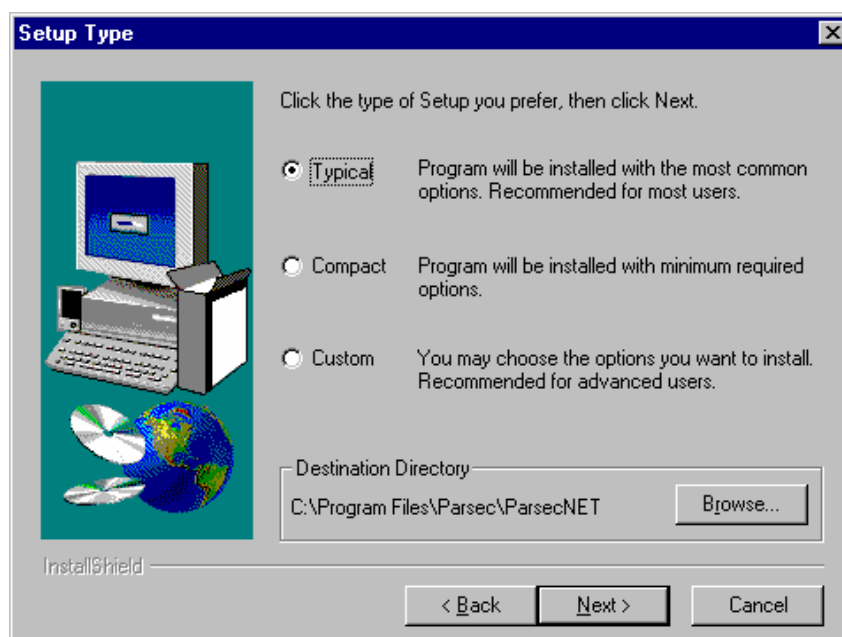 Setup Type
Click the type of Setup you prefer, then click Next.
Typical
Program will be installed with the most common
options. Recommended for most users.
Compact
Program will be installed with minimum required
options.
Custom
You may choose the options you want to install.
Recommended for advanced users.
Destination Directory
C:\Program Files\Parsec\ParsecNET
Browse...
InstallShield
< Back
Next >
Cancel